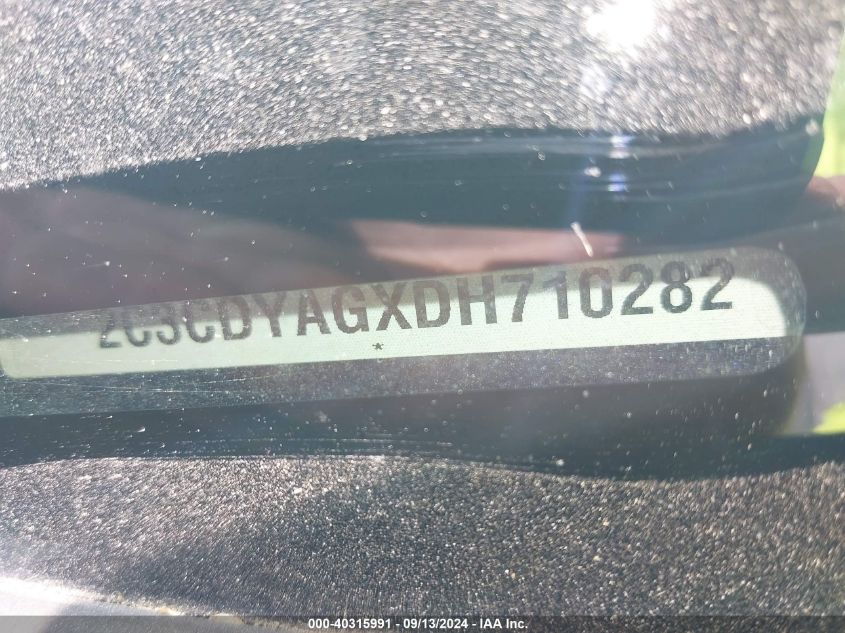 2C3CDYAGXDH710282
*
000-40315991 - 09/13/2024 - IAA Inc.